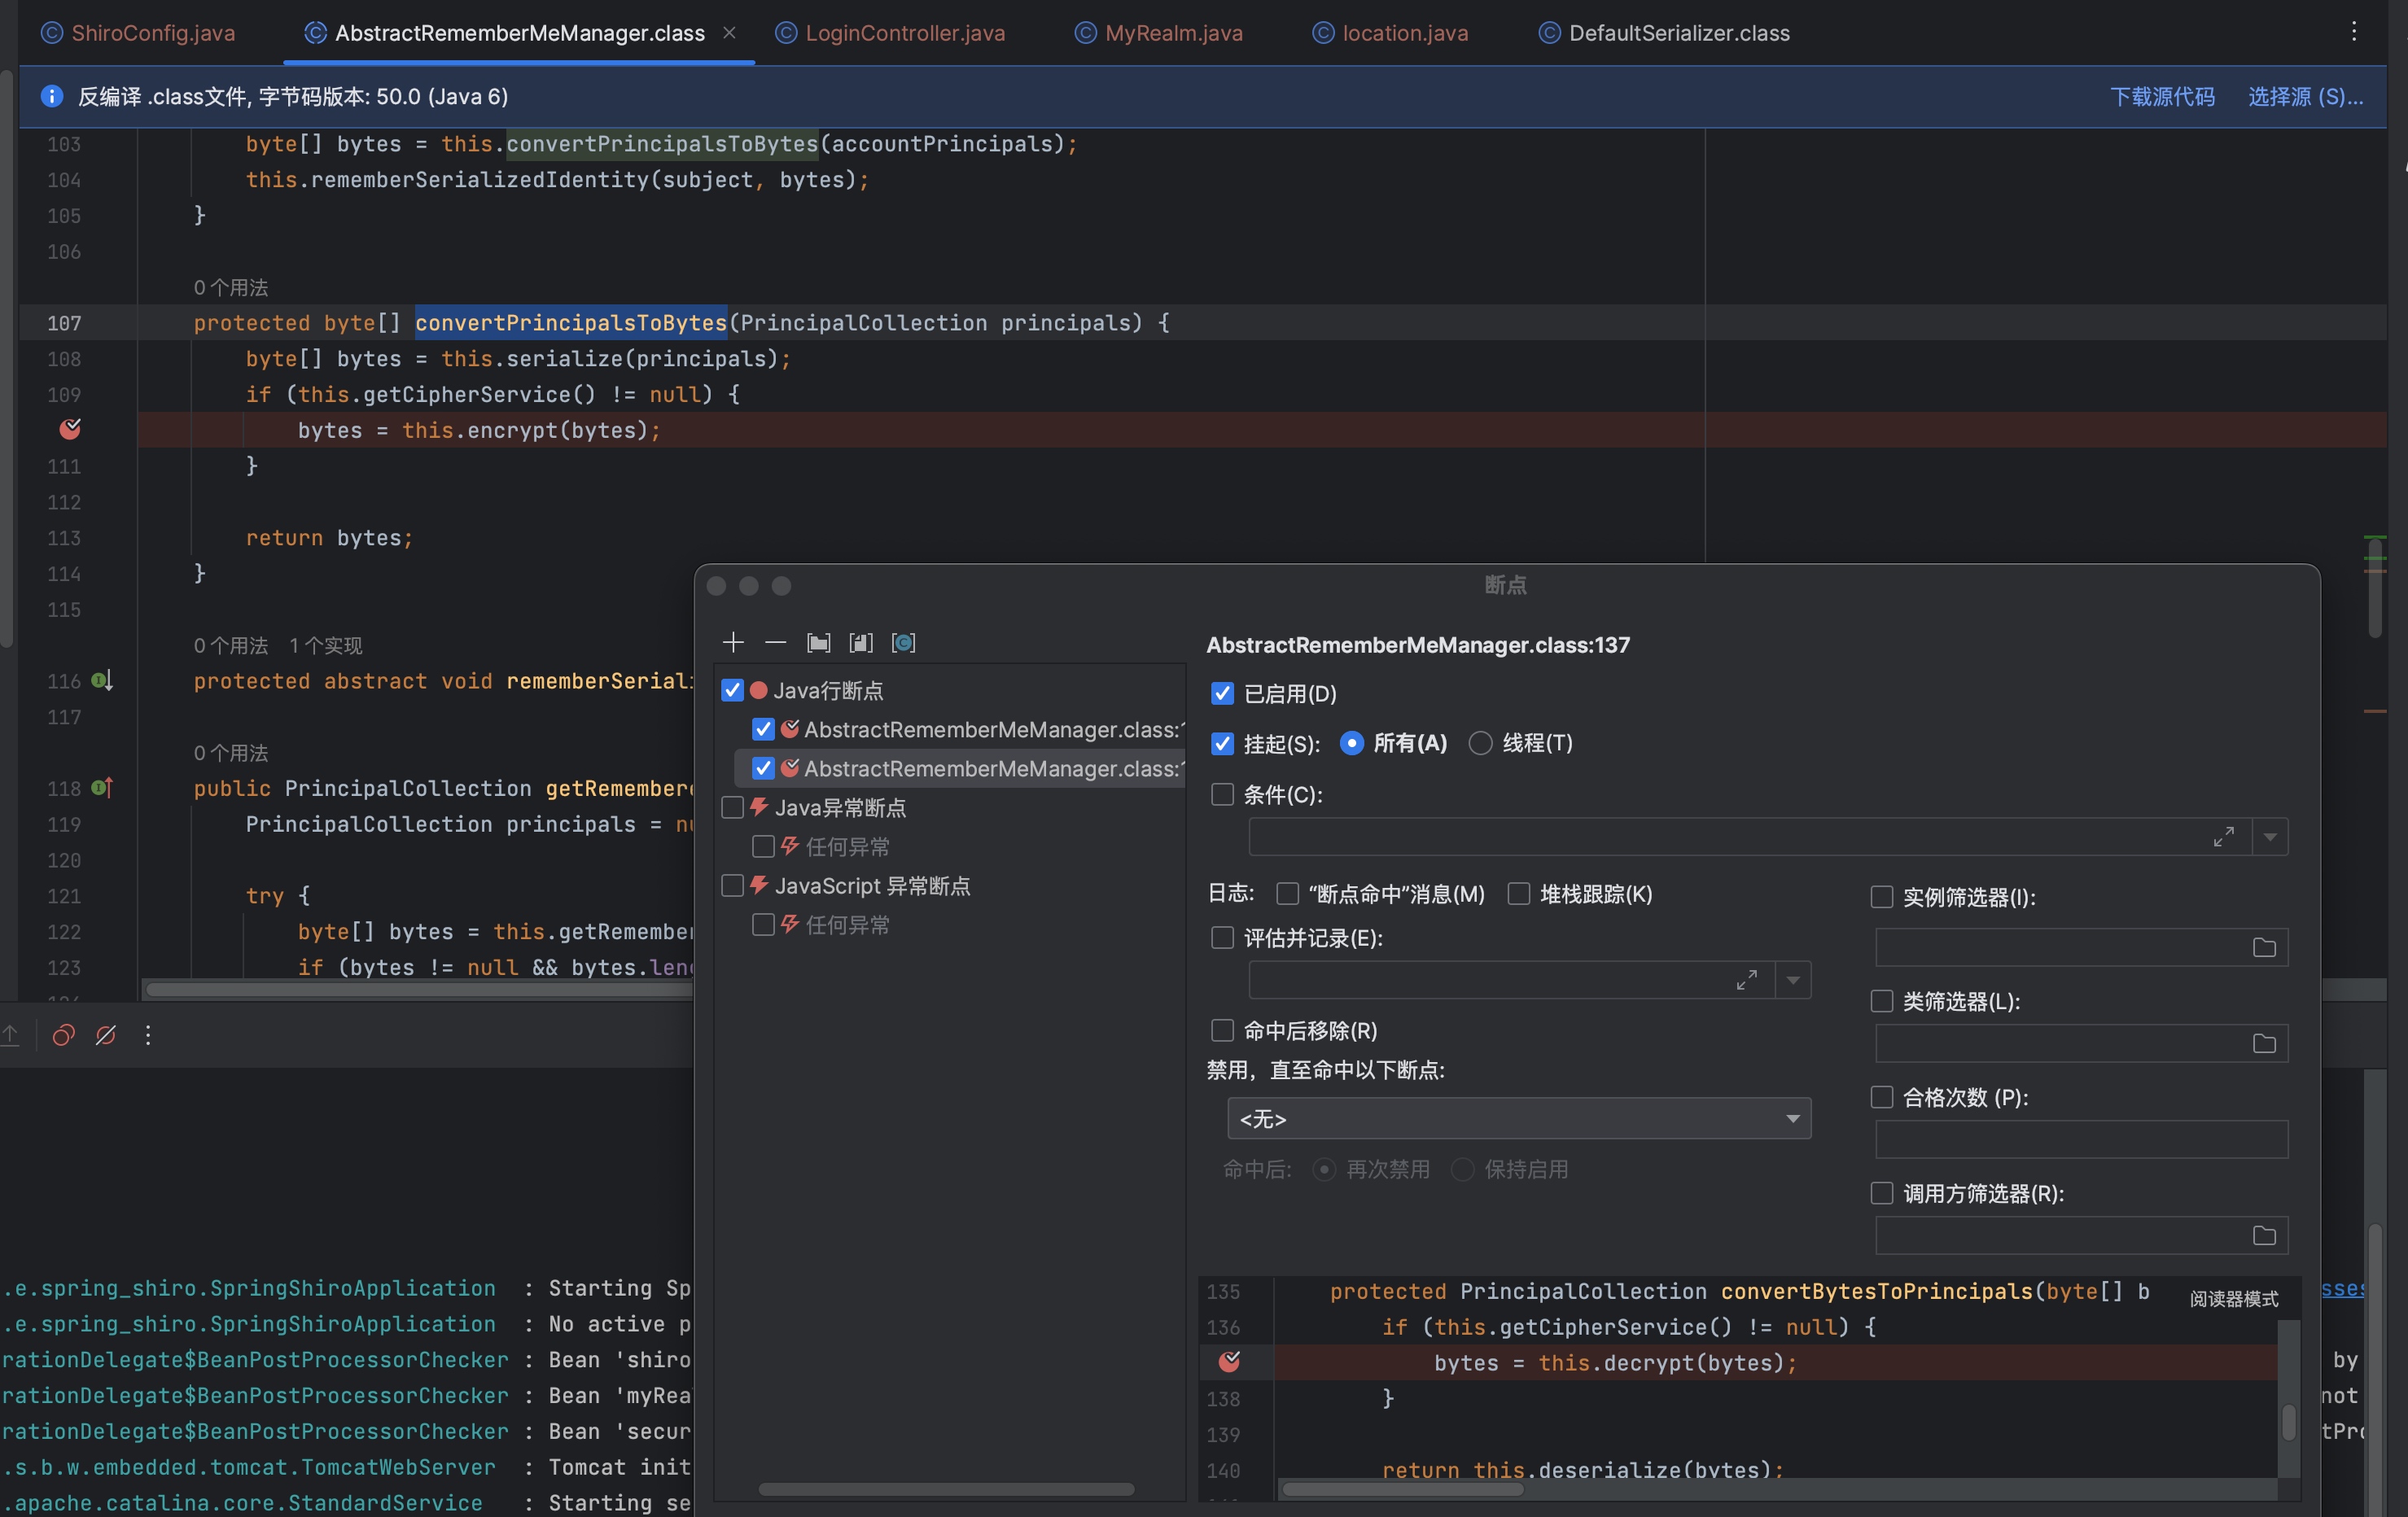 ShiroConfig.java AbstractRememberMeManager.class LoginController.java MyRealm.java location.java DefaultSerializer.class
反编译 .class文件, 字节码版本: 50.0 (Java 6) 下载源代码 选择源 (S)...
103 byte[] bytes = this.convertPrincipalsToBytes(accountPrincipals);
104 this.rememberSerializedIdentity(subject, bytes);
105 }
106
0 个用法
107 protected byte[] convertPrincipalsToBytes(PrincipalCollection principals) {
108 byte[] bytes = this.serialize(principals);
109 if (this.getCipherService() != null) {
bytes = this.encrypt(bytes);
111 }
112
113 return bytes;
114 }
115
0 个用法 1 个实现
116 protected abstract void rememberSeriali
117
0 个用法
118 public PrincipalCollection getRemembere
119 PrincipalCollection principals = nu
120
121 try {
122 byte[] bytes = this.getRemember
123 if (bytes != null && bytes.leng
断点
AbstractRememberMeManager.class:137
Java行断点
AbstractRememberMeManager.class:1
AbstractRememberMeManager.class:1
Java异常断点
任何异常
JavaScript 异常断点
任何异常
已启用(D)
挂起(S): 所有(A) 线程(T)
条件(C):
日志: “断点命中”消息(M) 堆栈跟踪(K)
评估并记录(E):
命中后移除(R)
禁用，直至命中以下断点:
<无>
命中后: 再次禁用 保持启用
实例筛选器(I):
类筛选器(L):
合格次数 (P):
调用方筛选器(R):
135 protected PrincipalCollection convertBytesToPrincipals(byte[] b 阅读器模式
136 if (this.getCipherService() != null) {
bytes = this.decrypt(bytes);
138 }
139
140 return this.deserialize(bytes);
.e.spring_shiro.SpringShiroApplication : Starting Sp sses
.e.spring_shiro.SpringShiroApplication : No active p
rationDelegate$BeanPostProcessorChecker : Bean 'shiro by
rationDelegate$BeanPostProcessorChecker : Bean 'myRea not
rationDelegate$BeanPostProcessorChecker : Bean 'secur tPro
.s.b.w.embedded.tomcat.TomcatWebServer : Tomcat init
.apache.catalina.core.StandardService : Starting se